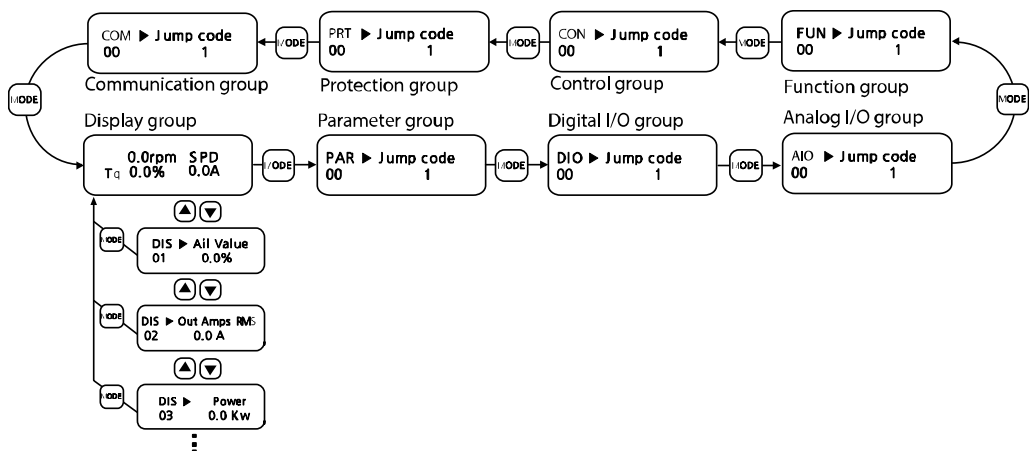 COM ▶ Jump code
00 1
MODE
PRT ▶ Jump code
00 1
MODE
CON ▶ Jump code
00 1
MODE
FUN ▶ Jump code
00 1
Communication group
Protection group
Control group
Function group
MODE
MODE
Display group
Parameter group
Digital I/O group
Analog I/O group
0.0rpm SPD
Tq 0.0% 0.0A
MODE
PAR ▶ Jump code
00 1
MODE
DIO ▶ Jump code
00 1
MODE
AIO ▶ Jump code
00 1
MODE
DIS ▶ Ail Value
01 0.0%
MODE
DIS ▶ Out Amps RMS
02 0.0 A
MODE
DIS ▶ Power
03 0.0 Kw